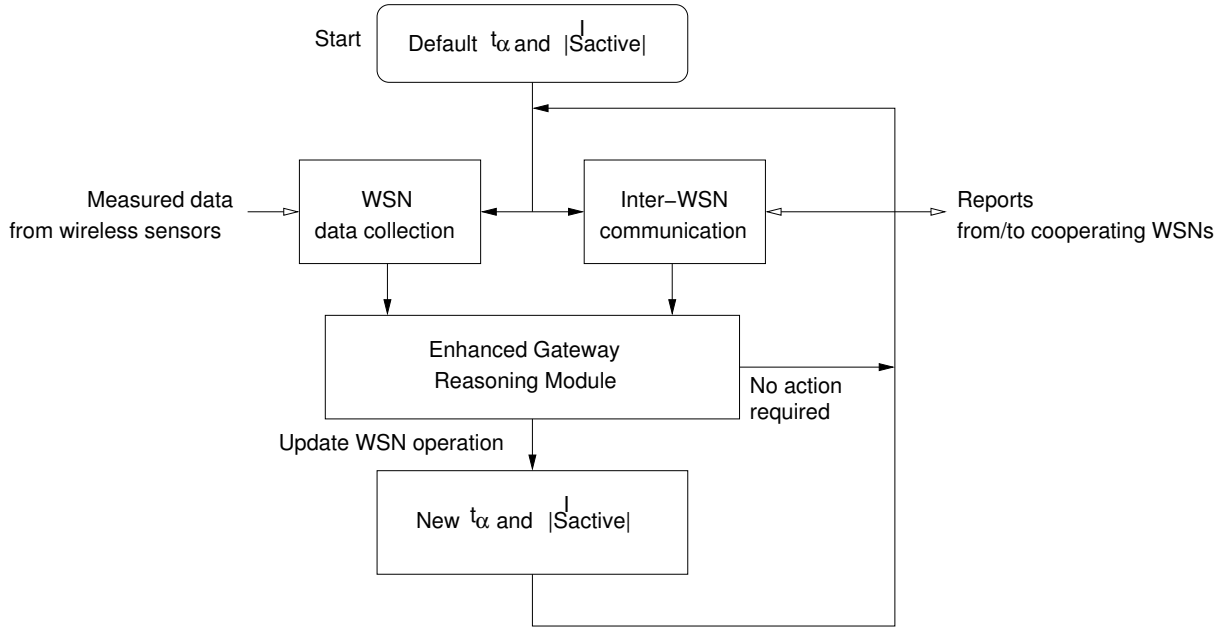 Start
Default tα and |S^l active|
Measured data
from wireless sensors
WSN
data collection
Inter−WSN
communication
Reports
from/to cooperating WSNs
Enhanced Gateway
Reasoning Module
No action
required
Update WSN operation
New tα and |S^l active|